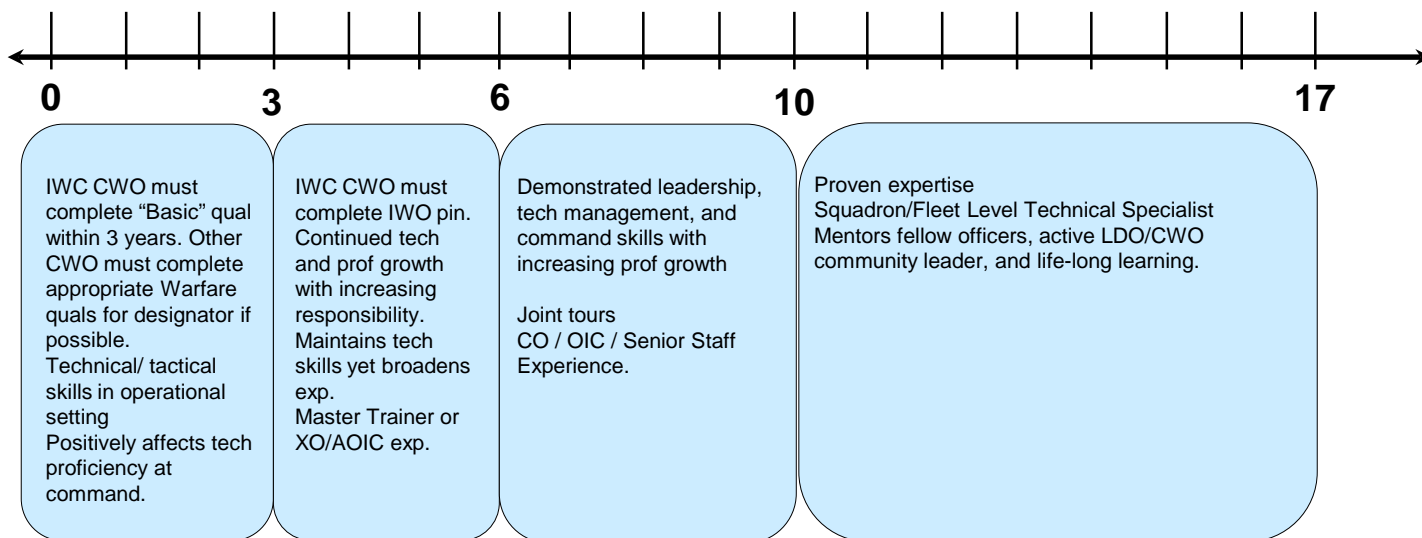 0
3
6
10
17
IWC CWO must
complete “Basic” qual
within 3 years. Other
CWO must complete
appropriate Warfare
quals for designator if
possible.
Technical/ tactical
skills in operational
setting
Positively affects tech
proficiency at
command.
IWC CWO must
complete IWO pin.
Continued tech
and prof growth
with increasing
responsibility.
Maintains tech
skills yet broadens
exp.
Master Trainer or
XO/AOIC exp.
Demonstrated leadership,
tech management, and
command skills with
increasing prof growth
Joint tours
CO / OIC / Senior Staff
Experience.
Proven expertise
Squadron/Fleet Level Technical Specialist
Mentors fellow officers, active LDO/CWO
community leader, and life-long learning.